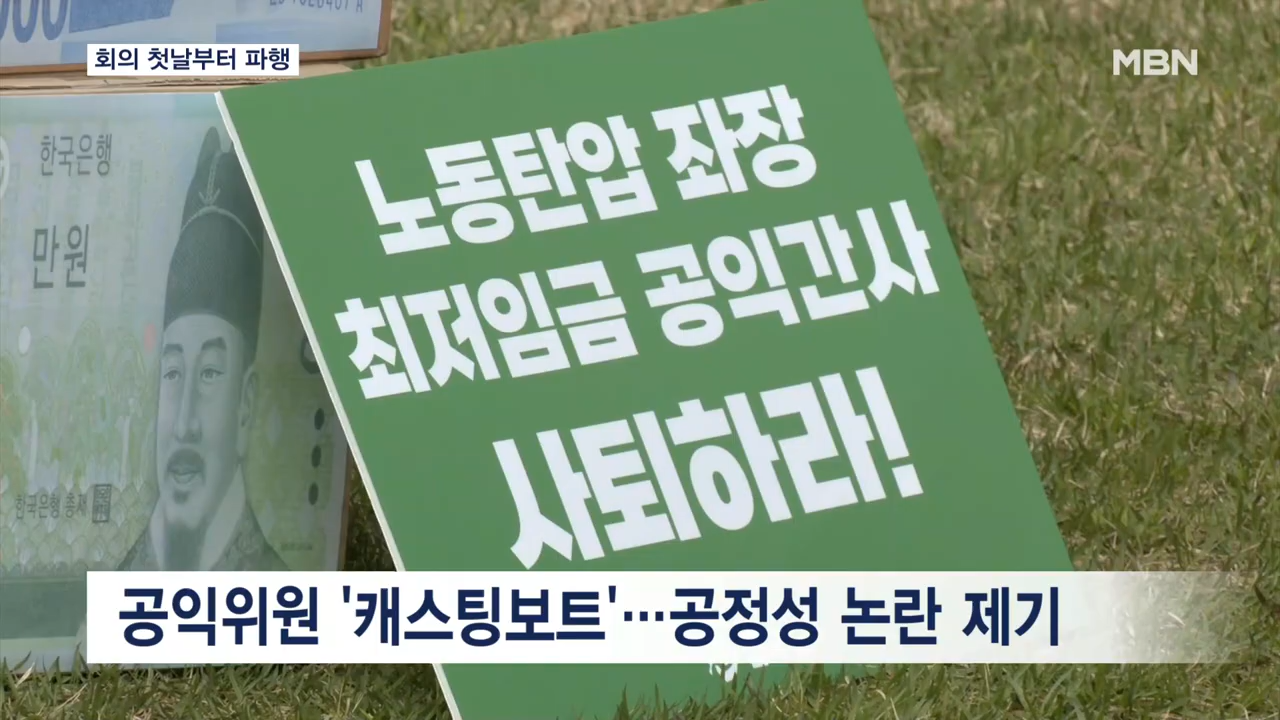 회의 첫날부터 파행
MBN
한국은행
만원
한국은행 총재
노동탄압 좌장
최저임금 공익간사
사퇴하라!
공익위원 '캐스팅보트'…공정성 논란 제기